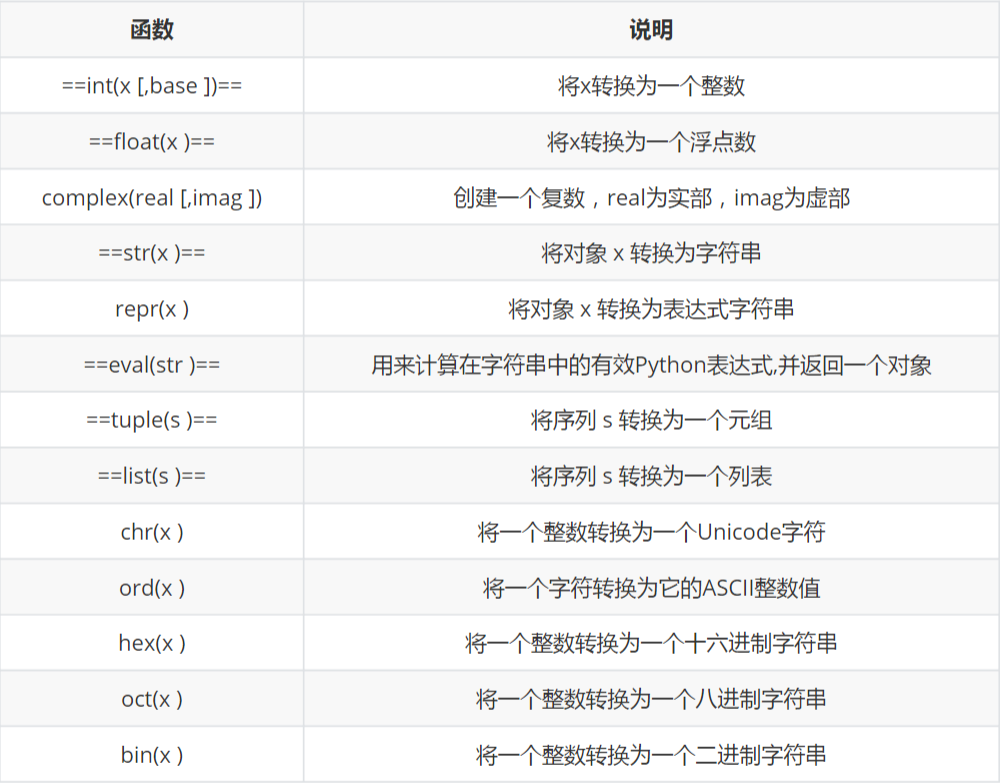 函数 说明
==int(x [,base ])== 将x转换为一个整数
==float(x )== 将x转换为一个浮点数
complex(real [,imag ]) 创建一个复数，real为实部，imag为虚部
==str(x )== 将对象 x 转换为字符串
repr(x ) 将对象 x 转换为表达式字符串
==eval(str )== 用来计算在字符串中的有效Python表达式,并返回一个对象
==tuple(s )== 将序列 s 转换为一个元组
==list(s )== 将序列 s 转换为一个列表
chr(x ) 将一个整数转换为一个Unicode字符
ord(x ) 将一个字符转换为它的ASCII整数值
hex(x ) 将一个整数转换为一个十六进制字符串
oct(x ) 将一个整数转换为一个八进制字符串
bin(x ) 将一个整数转换为一个二进制字符串